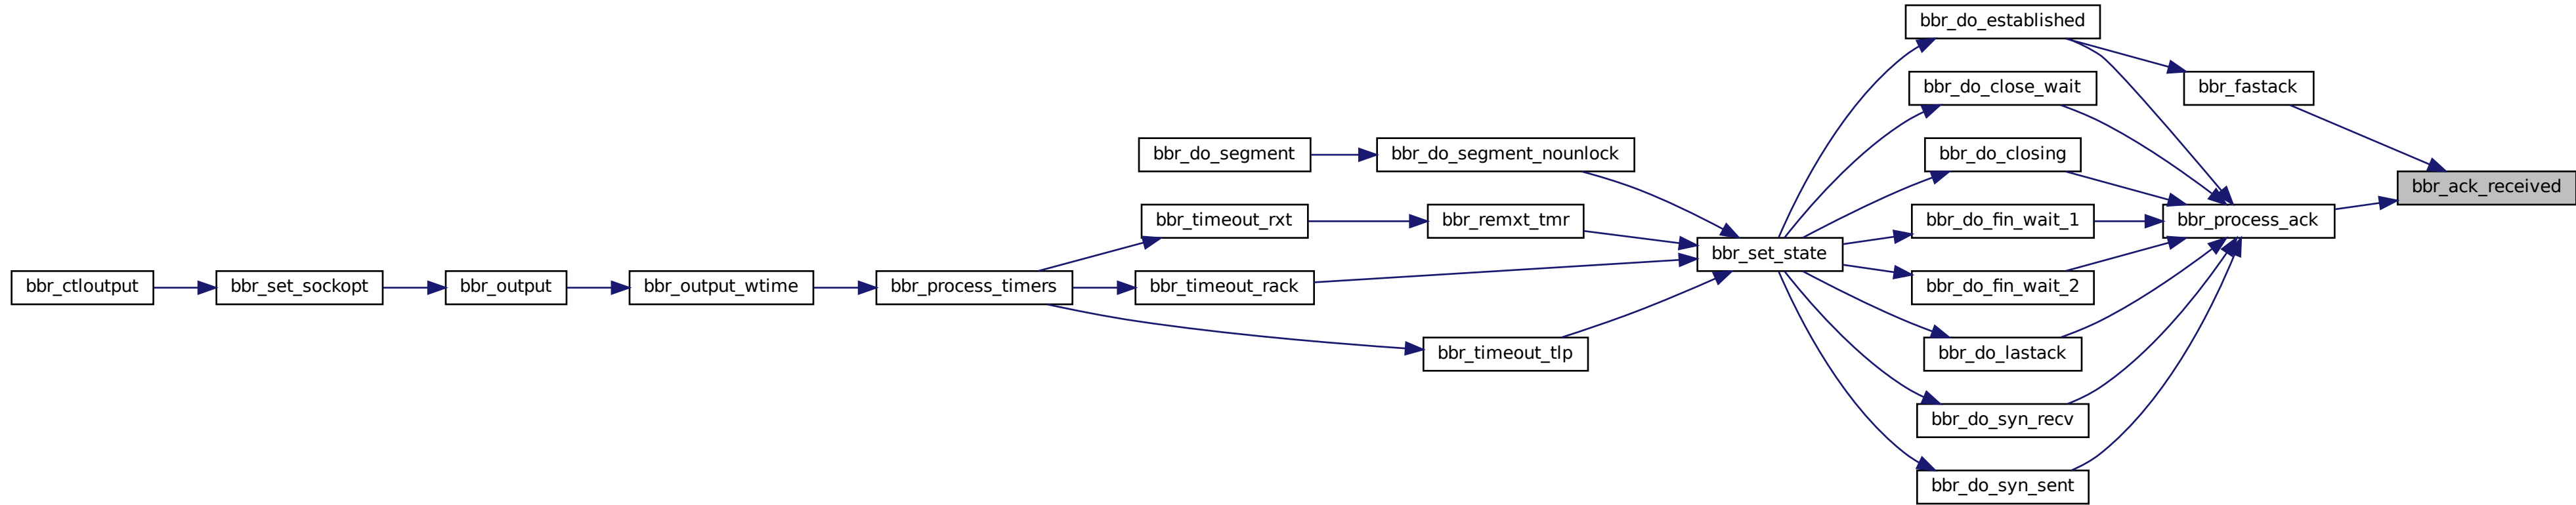 bbr_do_established
bbr_do_close_wait
bbr_fastack
bbr_do_segment
bbr_do_segment_nounlock
bbr_do_closing
bbr_ack_received
bbr_timeout_rxt
bbr_remxt_tmr
bbr_do_fin_wait_1
bbr_process_ack
bbr_set_state
bbr_ctloutput
bbr_set_sockopt
bbr_output
bbr_output_wtime
bbr_process_timers
bbr_timeout_rack
bbr_do_fin_wait_2
bbr_timeout_tlp
bbr_do_lastack
bbr_do_syn_recv
bbr_do_syn_sent